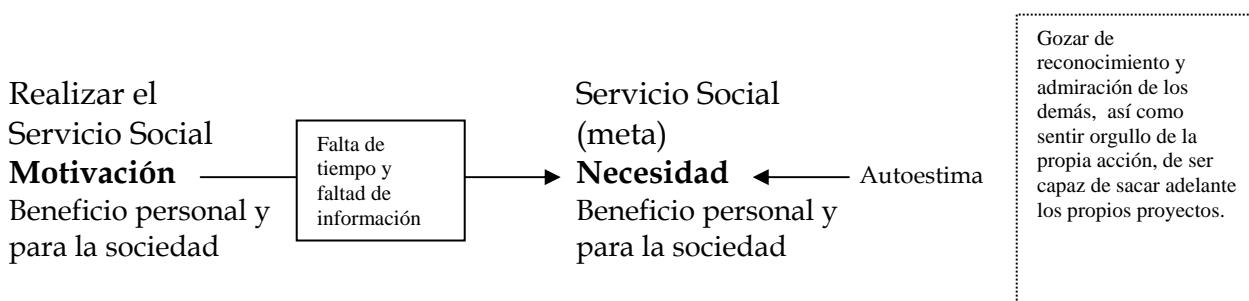 Realizar el
Servicio Social
Motivación
Beneficio personal y
para la sociedad
Falta de
tiempo y
faltad de
información
Servicio Social
(meta)
Necesidad
Beneficio personal y
para la sociedad
Autoestima
Gozar de
reconocimiento y
admiración de los
demás, así como
sentir orgullo de la
propia acción, de ser
capaz de sacar adelante
los propios proyectos.